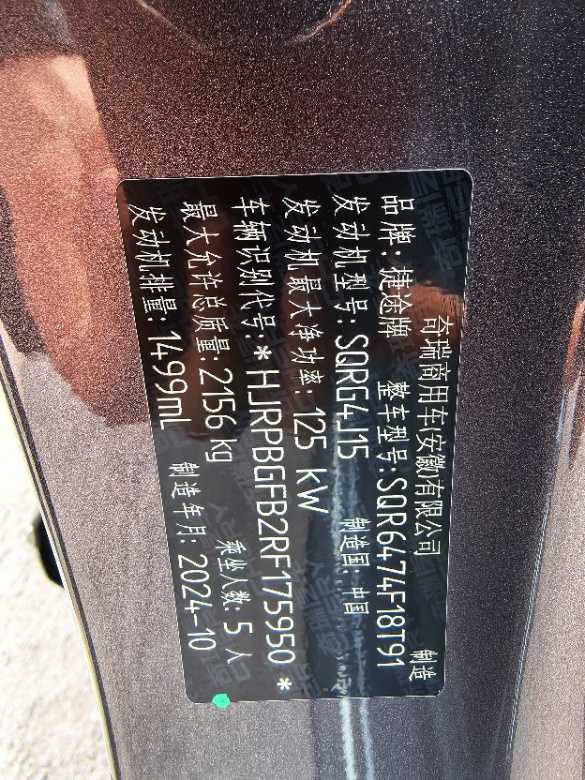 奇瑞商用车(安徽)有限公司 制造
品牌:捷途牌 整车型号:SQR6474F18T91
发动机型号:SQRG4J15 制造国:中国
发动机最大净功率:125 kW
车辆识别代号:*HJRPBGFB2RF175950*
最大允许总质量:2156 kg 乘坐人数:5 人
发动机排量:1499mL 制造年月:2024-10